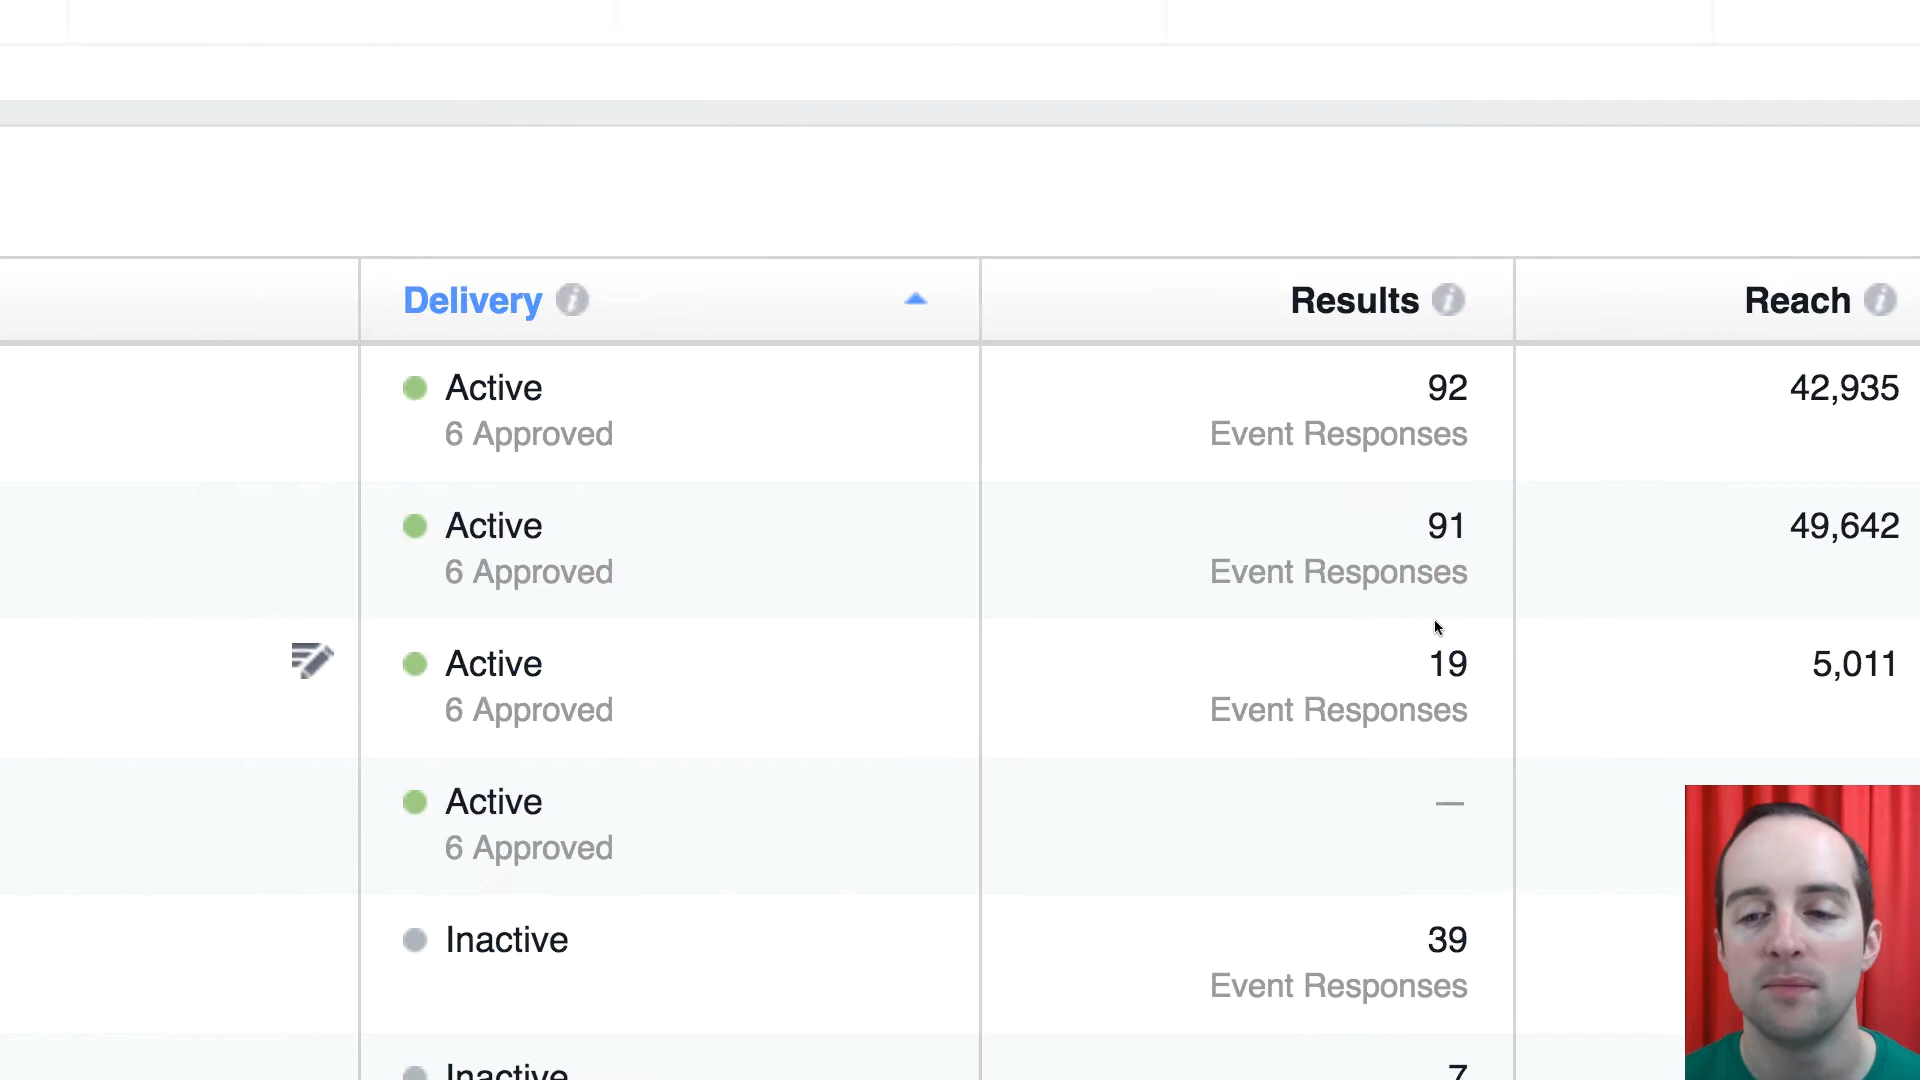 Delivery
Results
Reach
Active
92
42,935
6 Approved
Event Responses
Active
91
49,642
6 Approved
Event Responses
Active
19
5,011
6 Approved
Event Responses
Active
—
6 Approved
Inactive
39
Event Responses
Inactive
7